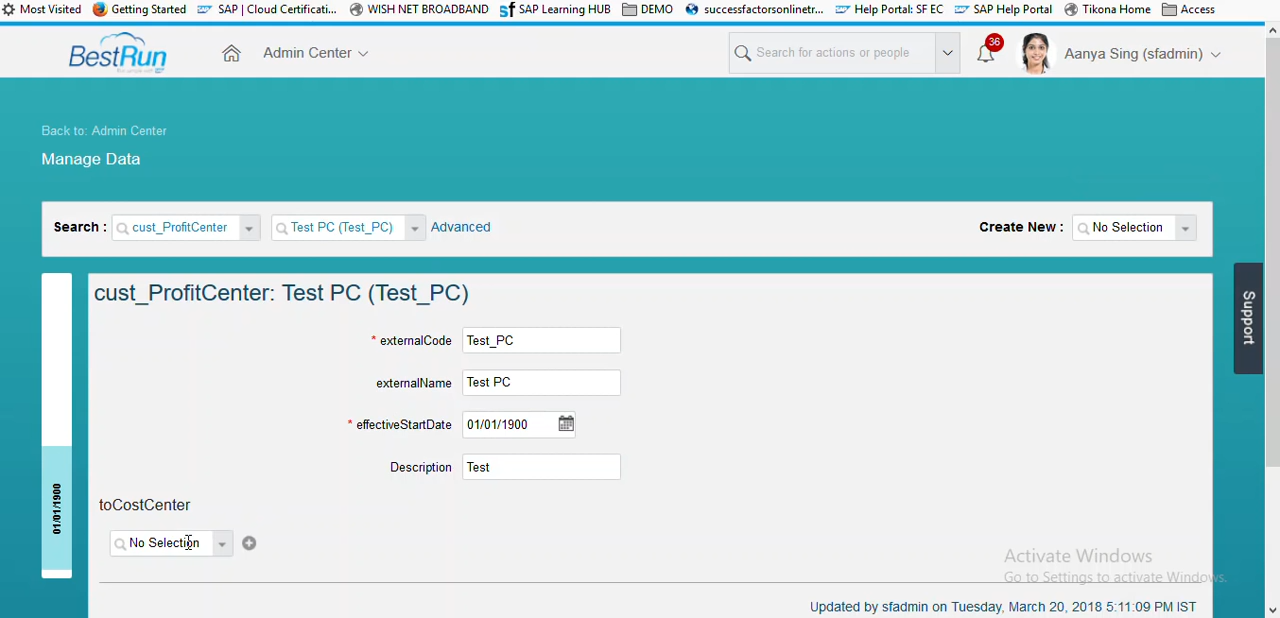 Most Visited Getting Started SAP | Cloud Certificati... WISH NET BROADBAND SAP Learning HUB DEMO successfactorsonlinetr... Help Portal: SF EC SAP Help Portal Tikona Home Access
BestRun Admin Center Search for actions or people 36 Aanya Sing (sfadmin)
Back to: Admin Center
Manage Data
Search : cust_ProfitCenter Test PC (Test_PC) Advanced Create New : No Selection
cust_ProfitCenter: Test PC (Test_PC)
* externalCode Test_PC
externalName Test PC
* effectiveStartDate 01/01/1900
Description Test
toCostCenter
No Selection
01/01/1900
Support
Activate Windows
Go to Settings to activate Windows.
Updated by sfadmin on Tuesday, March 20, 2018 5:11:09 PM IST